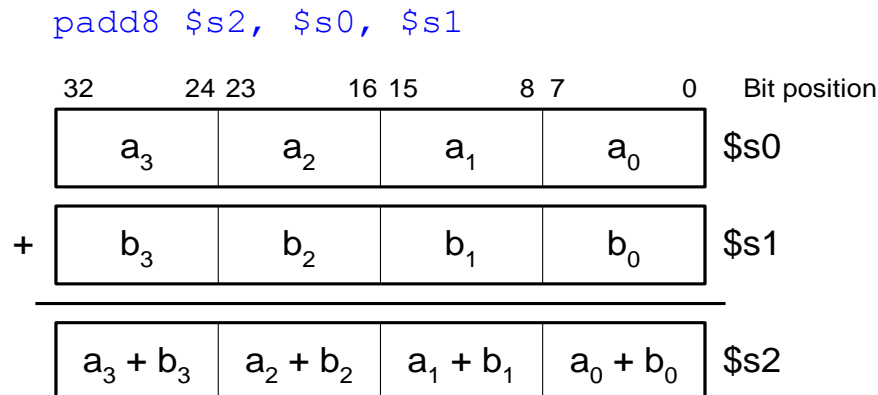 padd8 $s2, $s0, $s1
32 24 23 16 15 8 7 0 Bit position
a₃ a₂ a₁ a₀ $s0
+ b₃ b₂ b₁ b₀ $s1
a₃ + b₃ a₂ + b₂ a₁ + b₁ a₀ + b₀ $s2